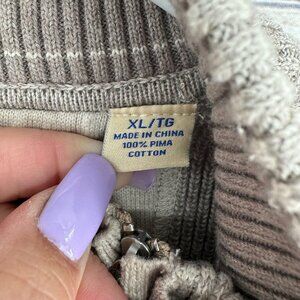 XL/TG
MADE IN CHINA
100% PIMA
COTTON